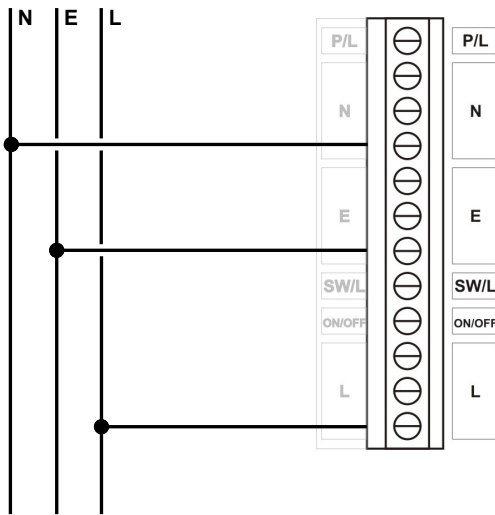 N E L
P/L P/L
N N
E E
SW/L SW/L
ON/OFF ON/OFF
L L